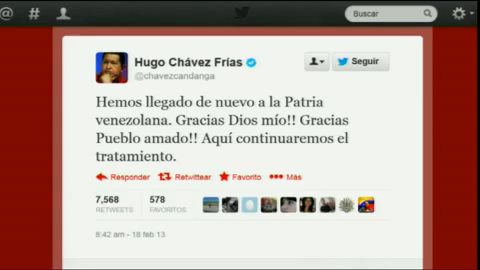 @ #
Buscar
Hugo Chávez Frías
@chavezcandanga
Seguir
Hemos llegado de nuevo a la Patria
venezolana. Gracias Dios mío!! Gracias
Pueblo amado!! Aquí continuaremos el
tratamiento.
Responder Retwittear Favorito Más
7,568 578
RETWEETS FAVORITOS
8:42 am - 18 feb 13